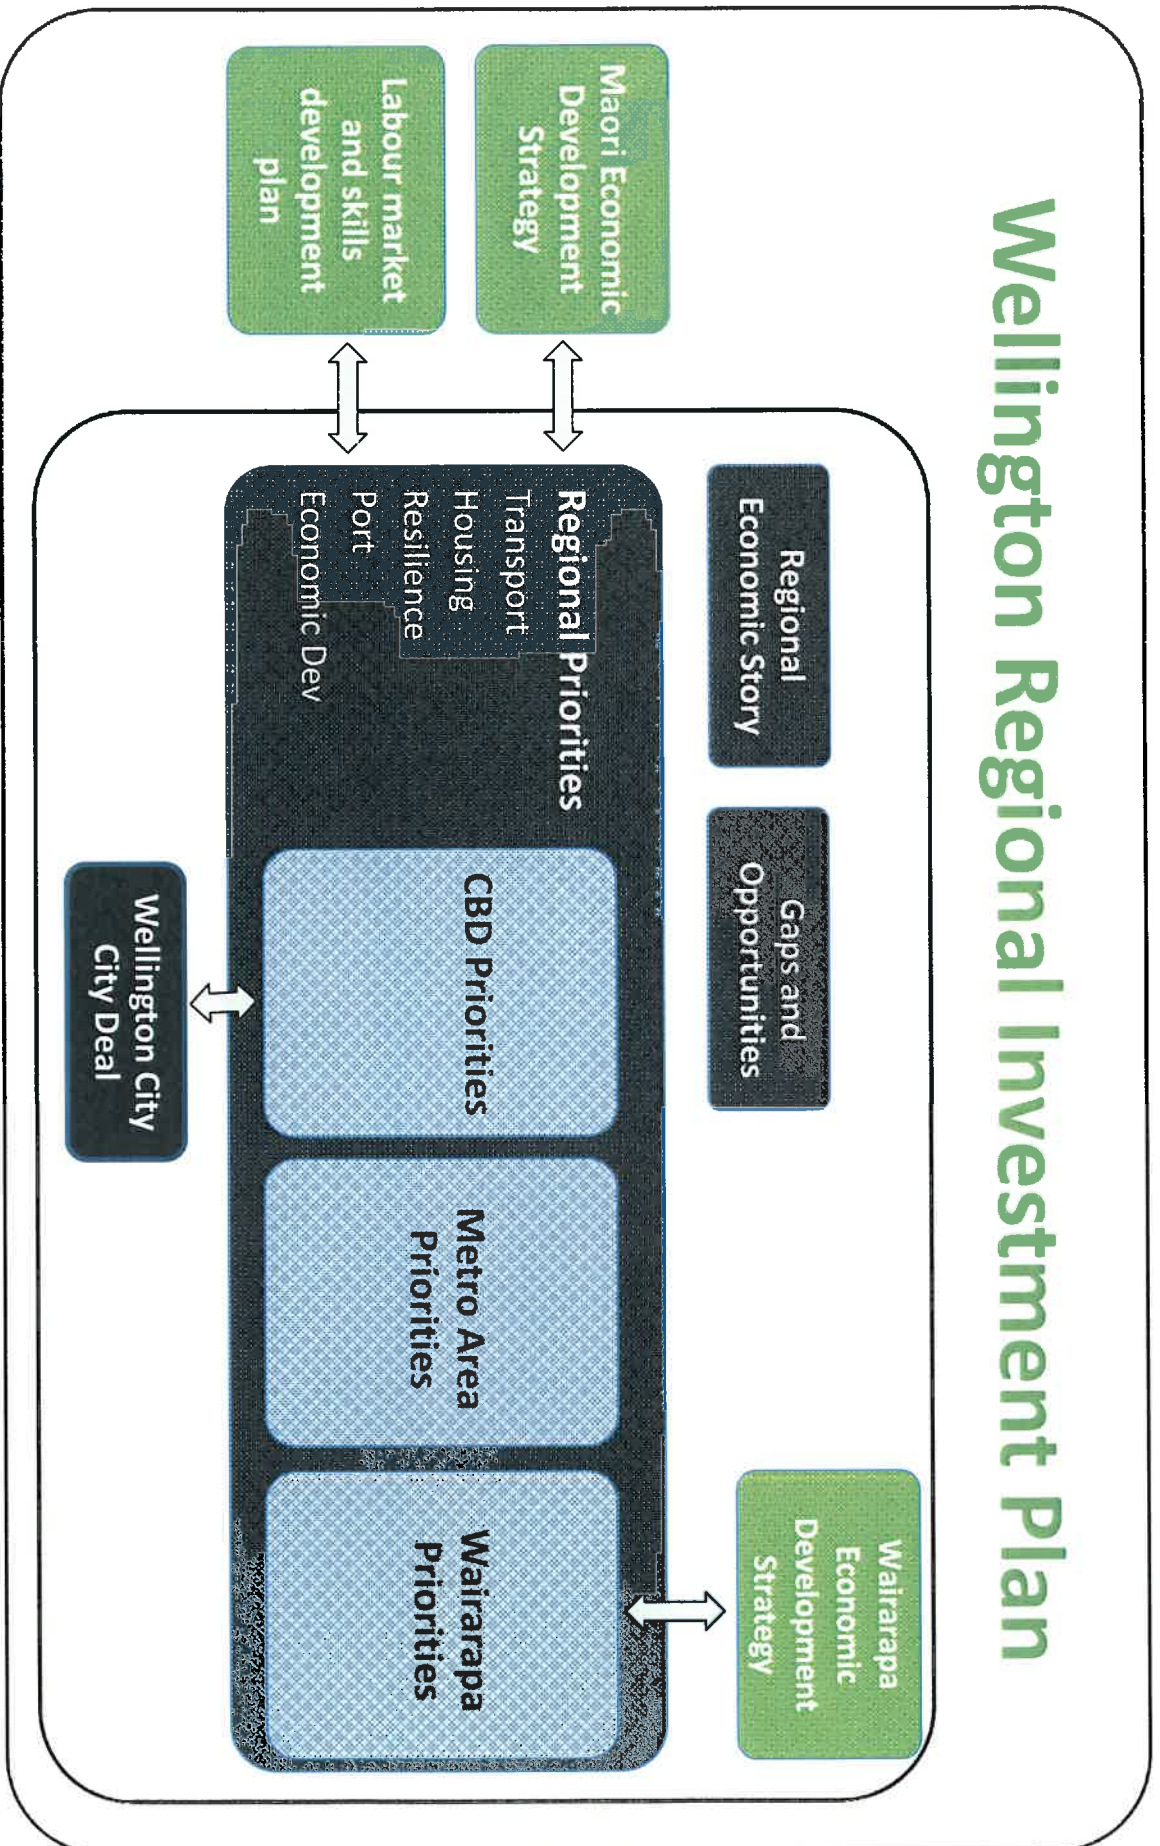 Wellington Regional Investment Plan
Regional
Economic Story
Gaps and
Opportunities
Wairarapa
Economic
Development
Strategy
Maori Economic
Development
Strategy
Labour market
and skills
development
plan
Regional Priorities
Transport
Housing
Resilience
Port
Economic Dev
CBD Priorities
Metro Area
Priorities
Wairarapa
Priorities
Wellington City
City Deal